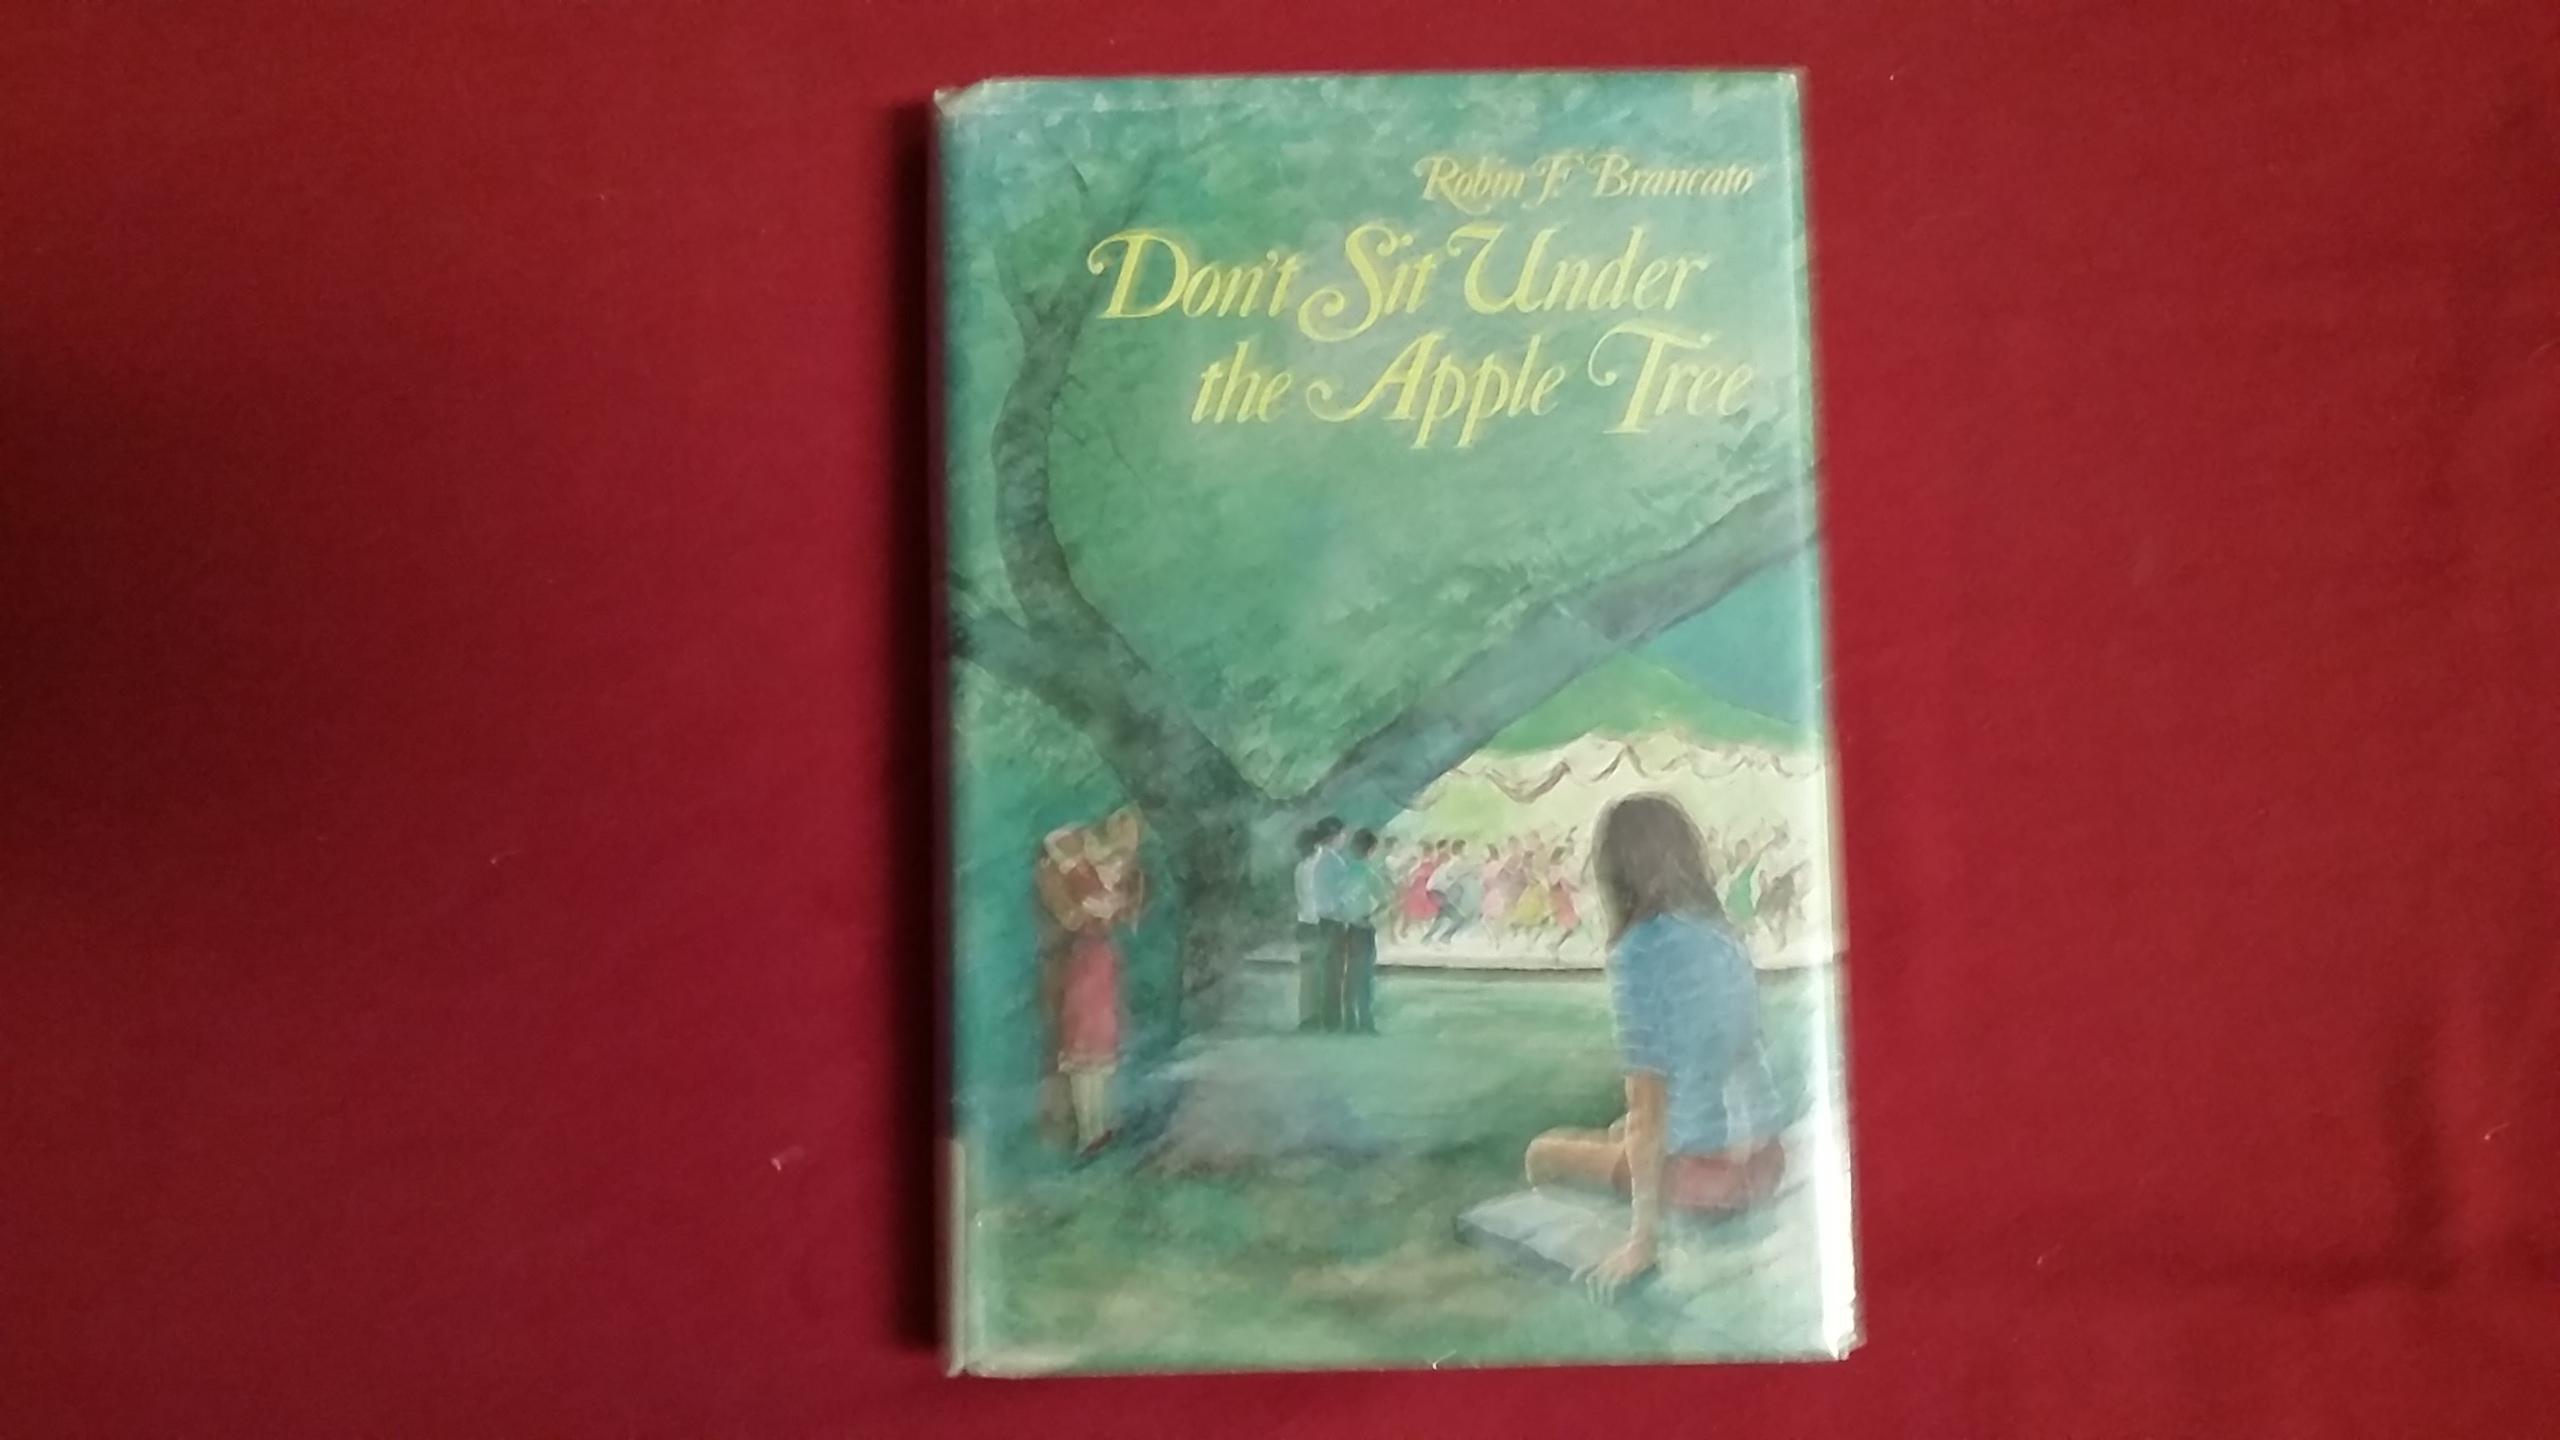 Robin F. Brancato
Don't Sit Under
the Apple Tree